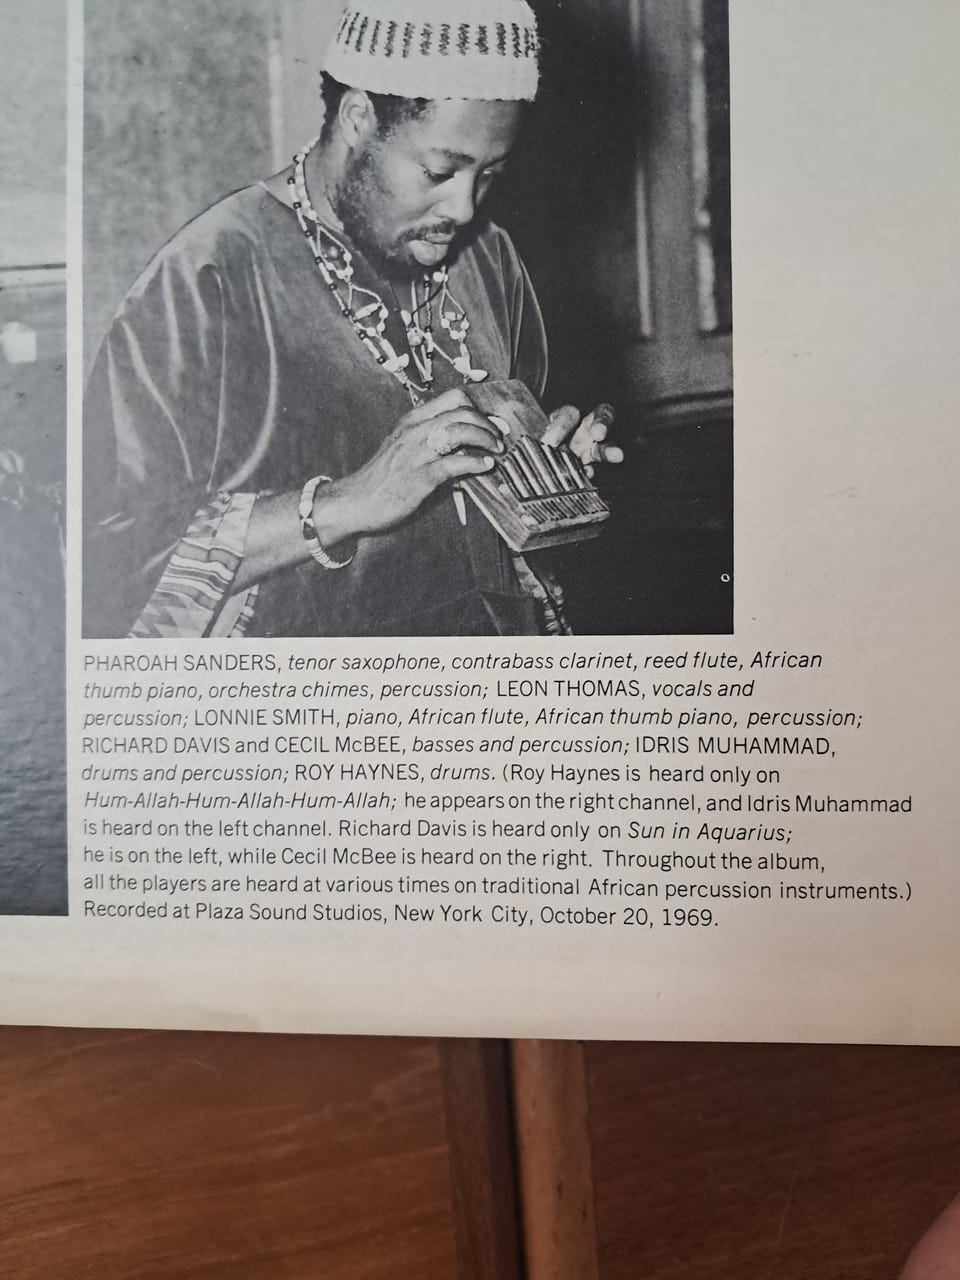 PHAROAH SANDERS, tenor saxophone, contrabass clarinet, reed flute, African
thumb piano, orchestra chimes, percussion; LEON THOMAS, vocals and
percussion; LONNIE SMITH, piano, African flute, African thumb piano, percussion;
RICHARD DAVIS and CECIL McBEE, basses and percussion; IDRIS MUHAMMAD,
drums and percussion; ROY HAYNES, drums. (Roy Haynes is heard only on
Hum-Allah-Hum-Allah-Hum-Allah; he appears on the right channel, and Idris Muhammad
is heard on the left channel. Richard Davis is heard only on Sun in Aquarius;
he is on the left, while Cecil McBee is heard on the right. Throughout the album,
all the players are heard at various times on traditional African percussion instruments.)
Recorded at Plaza Sound Studios, New York City, October 20, 1969.